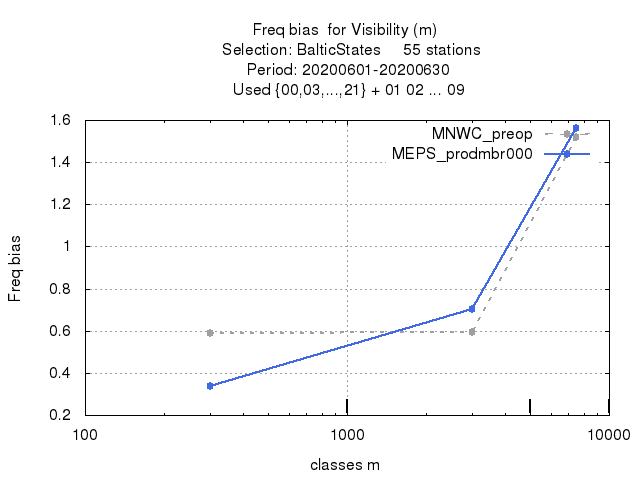 Freq bias for Visibility (m)
Selection: BalticStates 55 stations
Period: 20200601-20200630
Used {00,03,...,21} + 01 02 ... 09
MNWC_preop
MEPS_prodmbr000
1.6
1.4
1.2
1
0.8
0.6
0.4
0.2
Freq bias
100 1000 10000
classes m